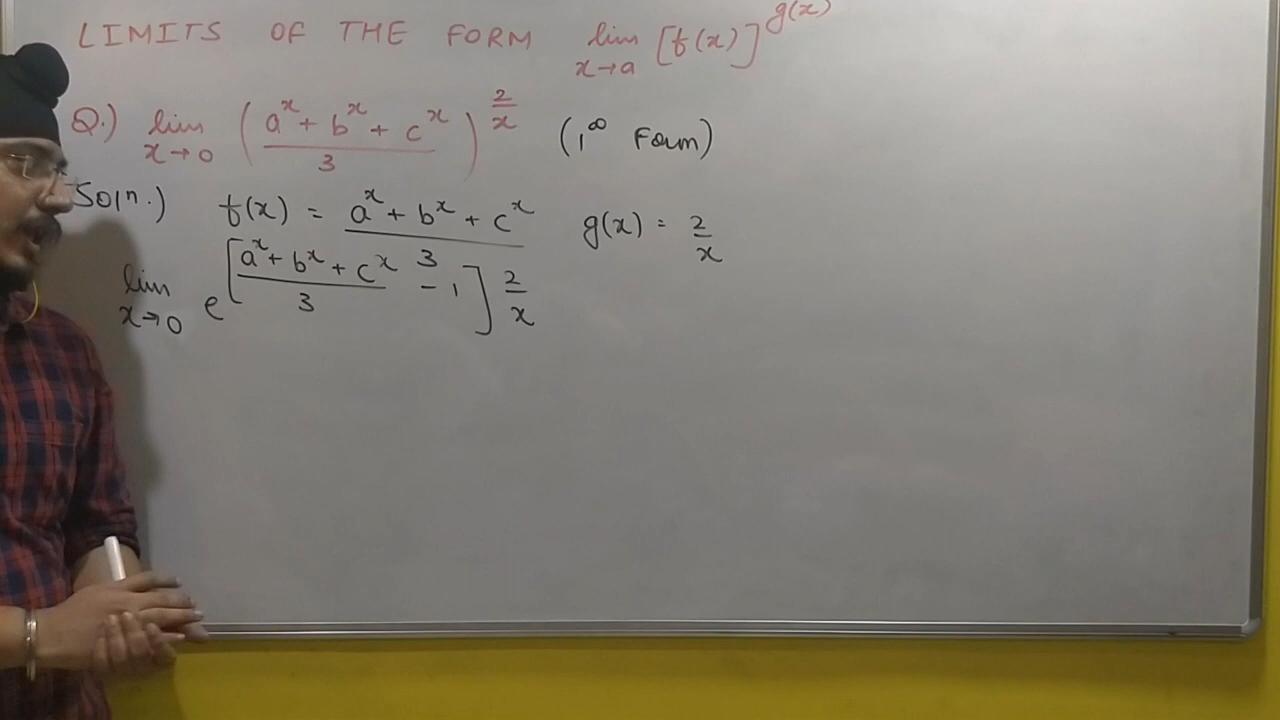 LIMITS OF THE FORM lim x→a [f(x)]^g(x)
Q.) lim x→0 ( (a^x + b^x + c^x) / 3 )^(2/x) (1^∞ Form)
Soln.) f(x) = (a^x + b^x + c^x) / 3 g(x) = 2/x
lim x→0 e^[ (a^x + b^x + c^x) / 3 - 1 ] 2/x